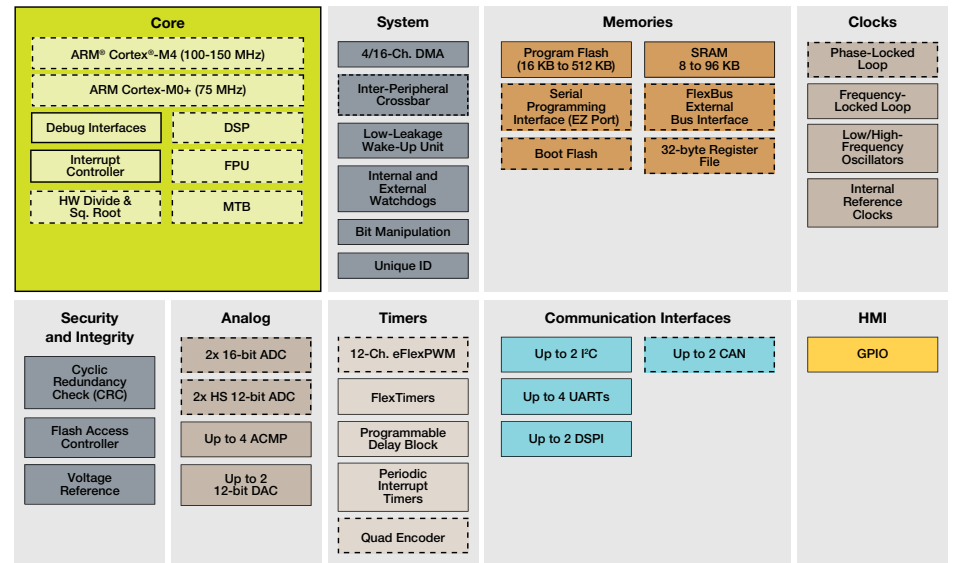 Core
ARM® Cortex®-M4 (100-150 MHz)
ARM Cortex-M0+ (75 MHz)
Debug Interfaces
DSP
Interrupt
Controller
FPU
HW Divide &
Sq. Root
MTB
System
4/16-Ch. DMA
Inter-Peripheral
Crossbar
Low-Leakage
Wake-Up Unit
Internal and
External
Watchdogs
Bit Manipulation
Unique ID
Memories
Program Flash
(16 KB to 512 KB)
SRAM
8 to 96 KB
Serial
Programming
Interface (EZ Port)
FlexBus
External
Bus Interface
Boot Flash
32-byte Register
File
Clocks
Phase-Locked
Loop
Frequency-
Locked Loop
Low/High-
Frequency
Oscillators
Internal
Reference
Clocks
Security
and Integrity
Cyclic
Redundancy
Check (CRC)
Flash Access
Controller
Voltage
Reference
Analog
2x 16-bit ADC
2x HS 12-bit ADC
Up to 4 ACMP
Up to 2
12-bit DAC
Timers
12-Ch. eFlexPWM
FlexTimers
Programmable
Delay Block
Periodic
Interrupt
Timers
Quad Encoder
Communication Interfaces
Up to 2 I²C
Up to 2 CAN
Up to 4 UARTs
Up to 2 DSPI
HMI
GPIO